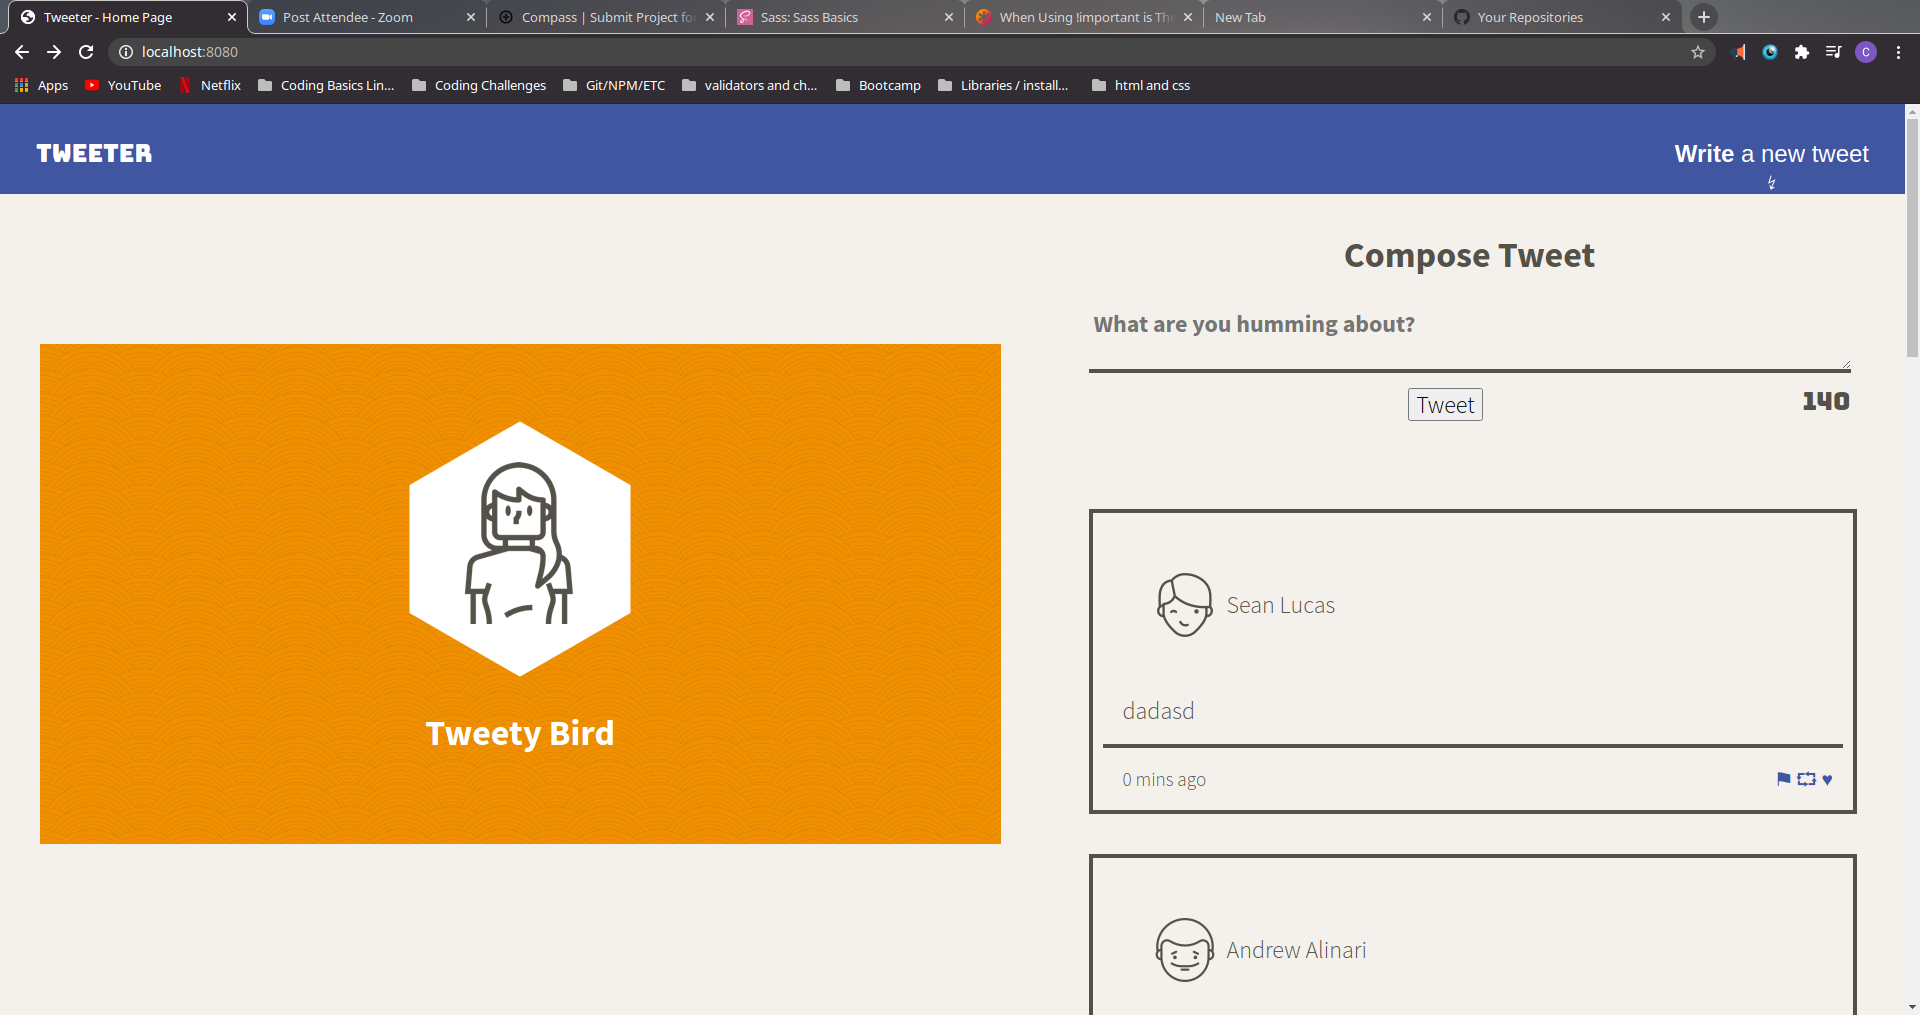 Tweeter - Home Page
Post Attendee - Zoom
Compass | Submit Project fo
Sass: Sass Basics
When Using !important is The
New Tab
Your Repositories
localhost:8080
C
Apps
YouTube
Netflix
Coding Basics Lin...
Coding Challenges
Git/NPM/ETC
validators and ch...
Bootcamp
Libraries / install...
html and css
TWEETER
Write a new tweet
Compose Tweet
What are you humming about?
Tweet
140
Tweety Bird
Sean Lucas
dadasd
0 mins ago
Andrew Alinari